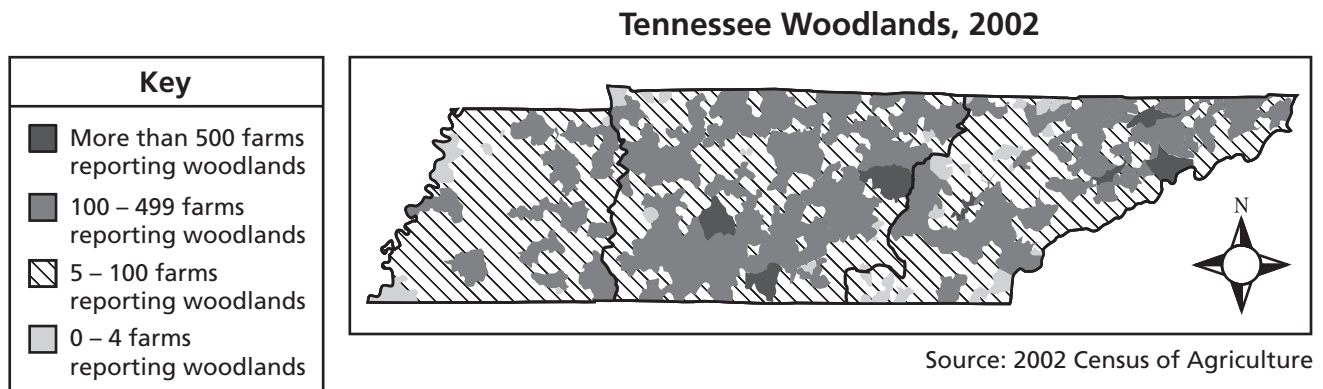 Tennessee Woodlands, 2002
Key
More than 500 farms
reporting woodlands
100 – 499 farms
reporting woodlands
5 – 100 farms
reporting woodlands
0 – 4 farms
reporting woodlands
N
Source: 2002 Census of Agriculture